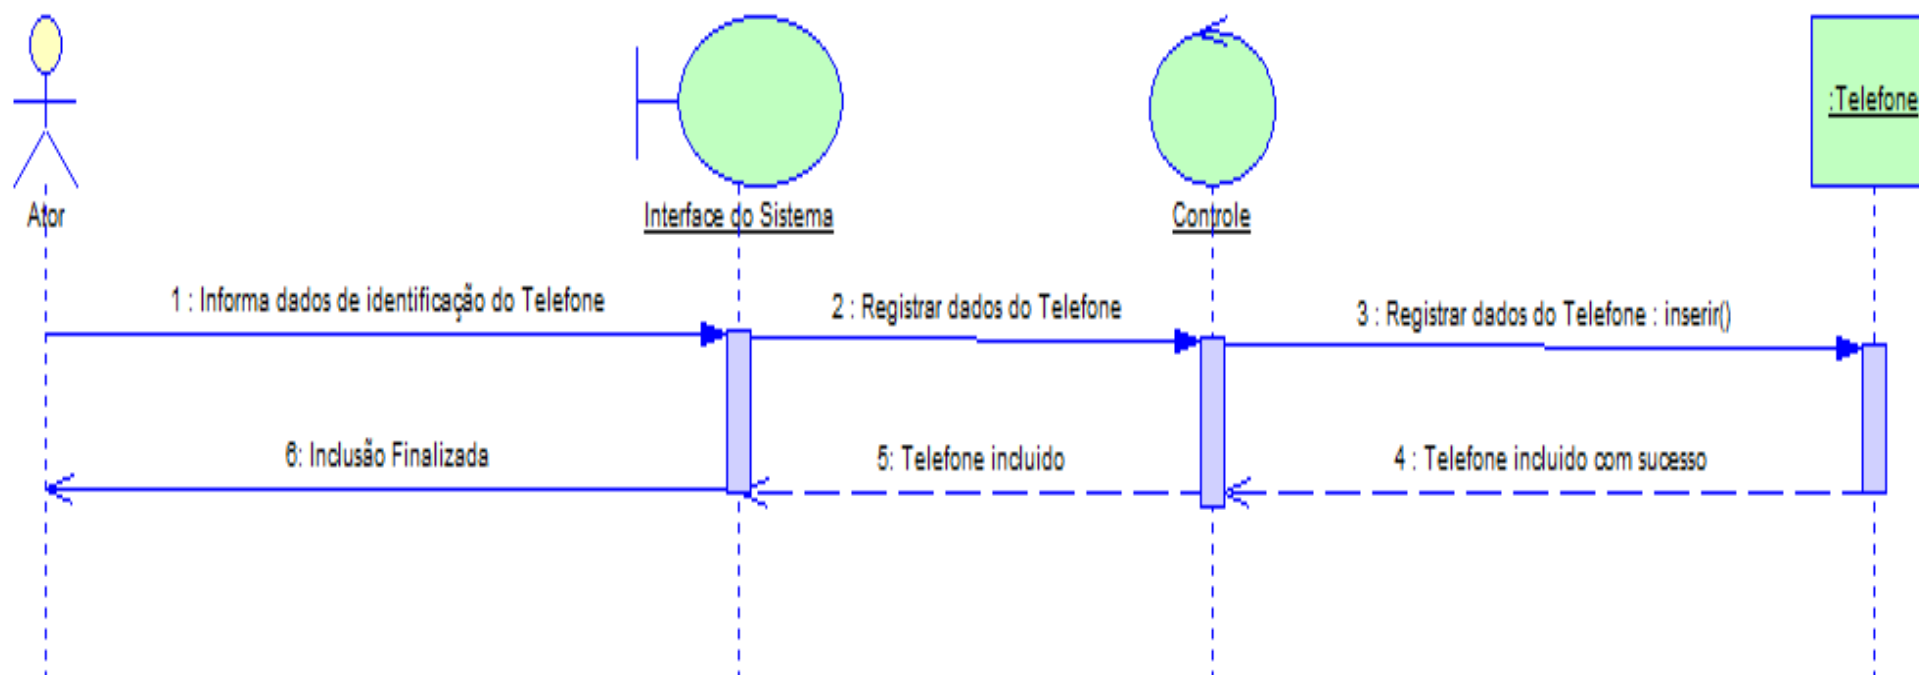 :Telefone
Ator
Interface do Sistema
Controle
1 : Informa dados de identificação do Telefone
2 : Registrar dados do Telefone
3 : Registrar dados do Telefone : inserir()
6: Inclusão Finalizada
5: Telefone incluido
4 : Telefone incluido com sucesso